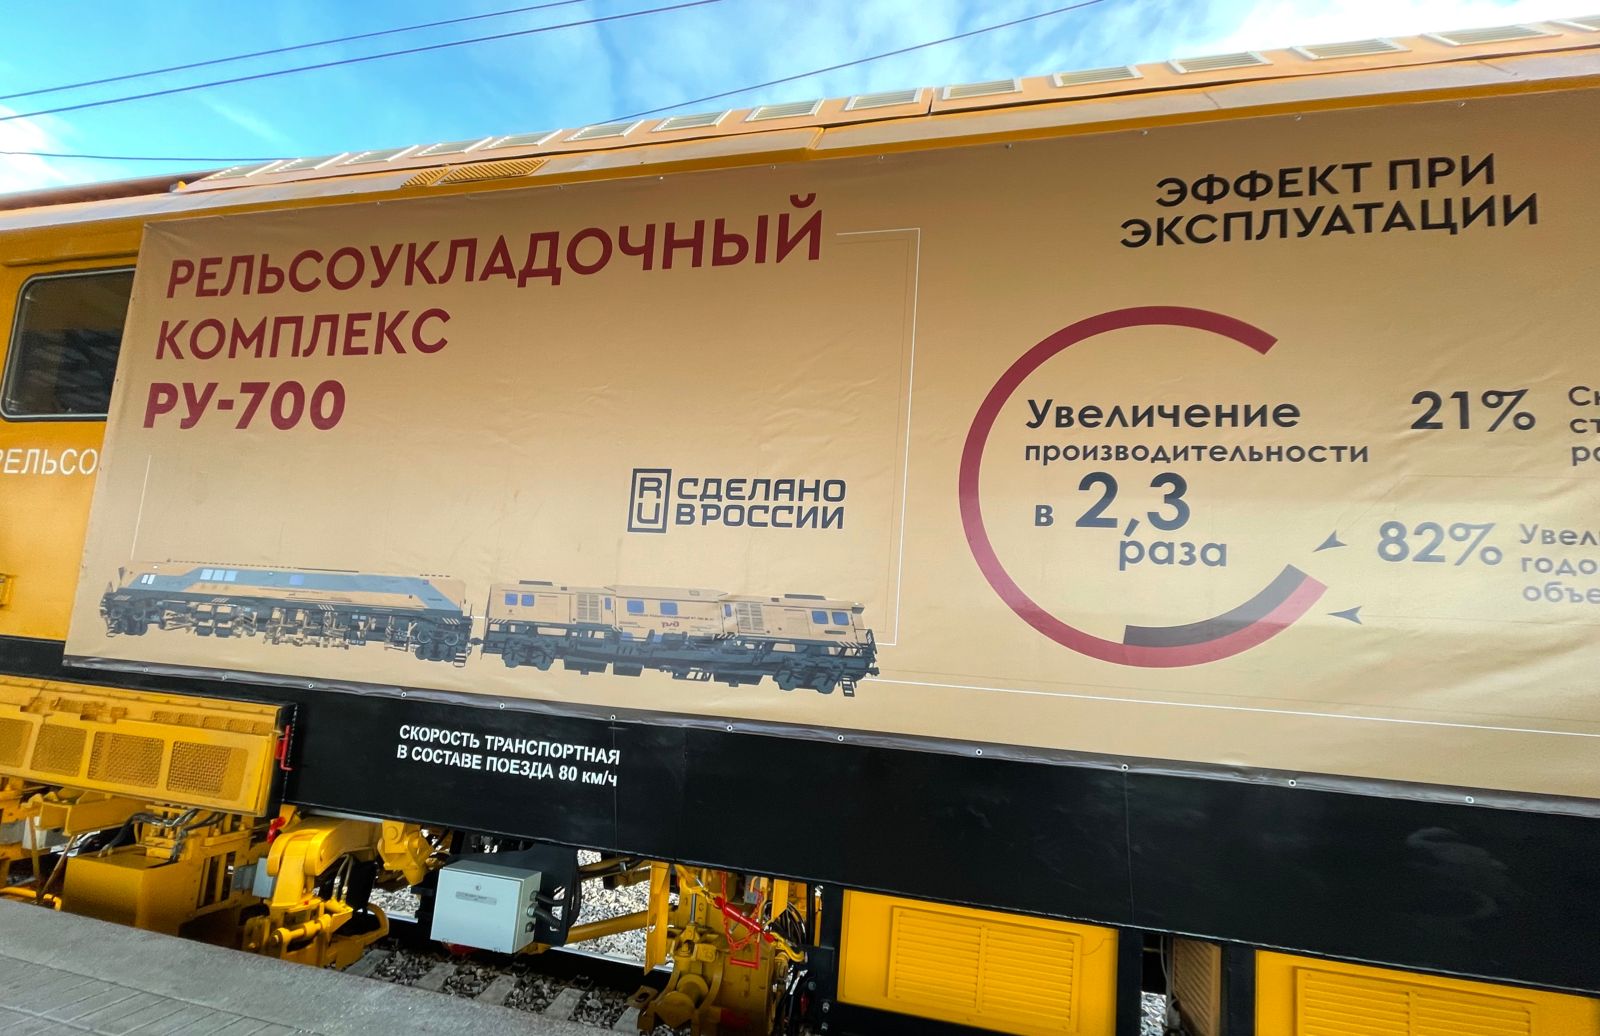 РЕЛЬСОУКЛАДОЧНЫЙ
КОМПЛЕКС
РУ-700
RU
СДЕЛАНО
В РОССИИ
ЭФФЕКТ ПРИ
ЭКСПЛУАТАЦИИ
Увеличение
производительности
в 2,3
раза
21%
82%
РЕЛЬСО
СКОРОСТЬ ТРАНСПОРТНАЯ
В СОСТАВЕ ПОЕЗДА 80 км/ч